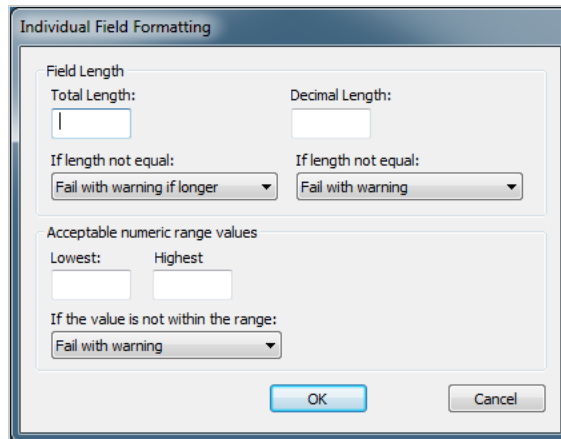 Individual Field Formatting
Field Length
Total Length: Decimal Length:
If length not equal: If length not equal:
Fail with warning if longer Fail with warning
Acceptable numeric range values
Lowest: Highest
If the value is not within the range:
Fail with warning
OK Cancel